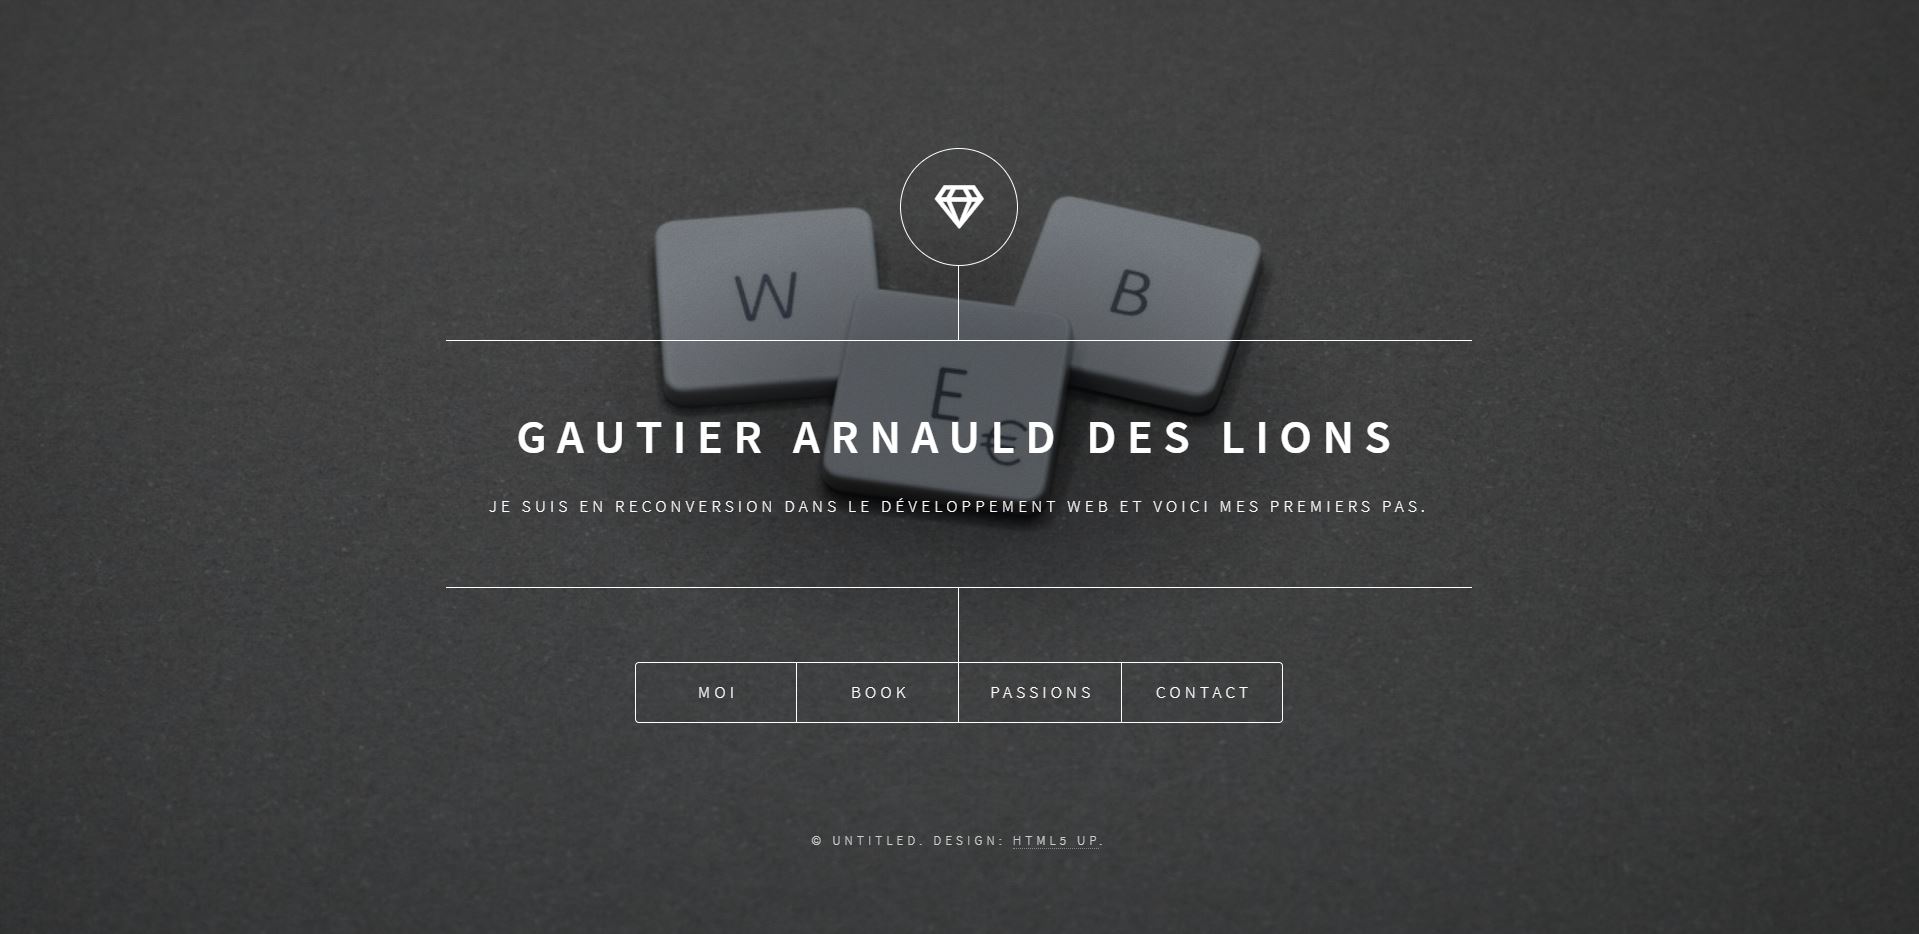 W
B
E
€
GAUTIER ARNAULD DES LIONS
JE SUIS EN RECONVERSION DANS LE DÉVELOPPEMENT WEB ET VOICI MES PREMIERS PAS.
MOI
BOOK
PASSIONS
CONTACT
© UNTITLED. DESIGN: HTML5 UP.